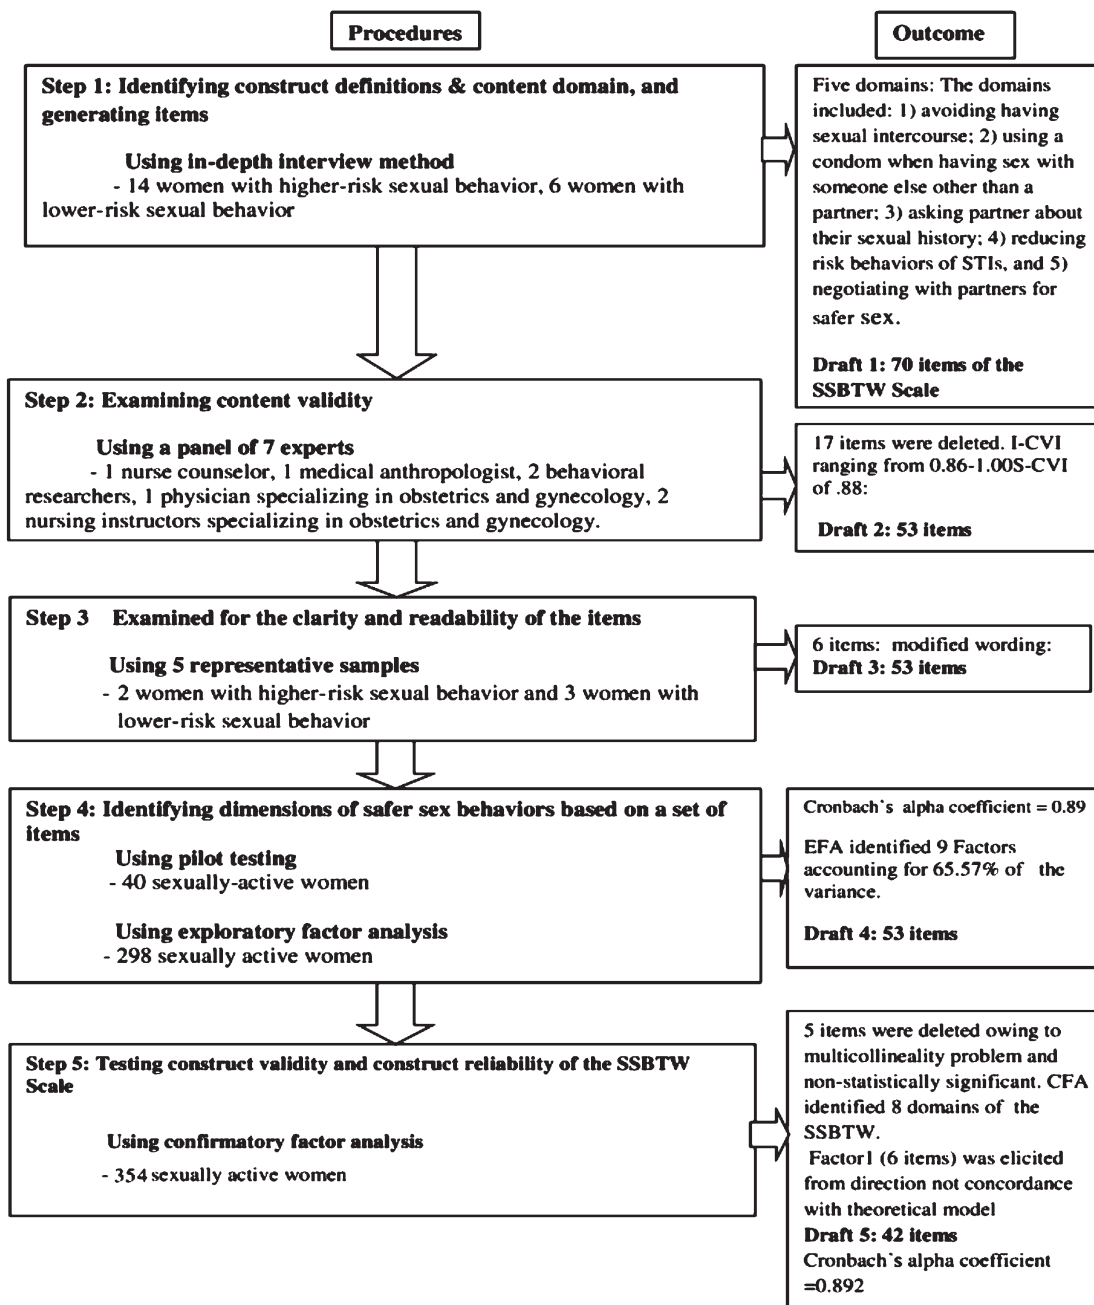 Procedures
Outcome
Step 1: Identifying construct definitions & content domain, and
generating items
Using in-depth interview method
- 14 women with higher-risk sexual behavior, 6 women with
lower-risk sexual behavior
Five domains: The domains
included: 1) avoiding having
sexual intercourse; 2) using a
condom when having sex with
someone else other than a
partner; 3) asking partner about
their sexual history; 4) reducing
risk behaviors of STIs, and 5)
negotiating with partners for
safer sex.
Draft 1: 70 items of the
SSBTW Scale
Step 2: Examining content validity
Using a panel of 7 experts
- 1 nurse counselor, 1 medical anthropologist, 2 behavioral
researchers, 1 physician specializing in obstetrics and gynecology, 2
nursing instructors specializing in obstetrics and gynecology.
17 items were deleted. I-CVI
ranging from 0.86-1.00S-CVI
of .88:
Draft 2: 53 items
Step 3 Examined for the clarity and readability of the items
Using 5 representative samples
- 2 women with higher-risk sexual behavior and 3 women with
lower-risk sexual behavior
6 items: modified wording:
Draft 3: 53 items
Step 4: Identifying dimensions of safer sex behaviors based on a set of
items
Using pilot testing
- 40 sexually-active women
Using exploratory factor analysis
- 298 sexually active women
Cronbach's alpha coefficient = 0.89
EFA identified 9 Factors
accounting for 65.57% of the
variance.
Draft 4: 53 items
Step 5: Testing construct validity and construct reliability of the SSBTW
Scale
Using confirmatory factor analysis
- 354 sexually active women
5 items were deleted owing to
multicollineality problem and
non-statistically significant. CFA
identified 8 domains of the
SSBTW.
Factor1 (6 items) was elicited
from direction not concordance
with theoretical model
Draft 5: 42 items
Cronbach's alpha coefficient
=0.892